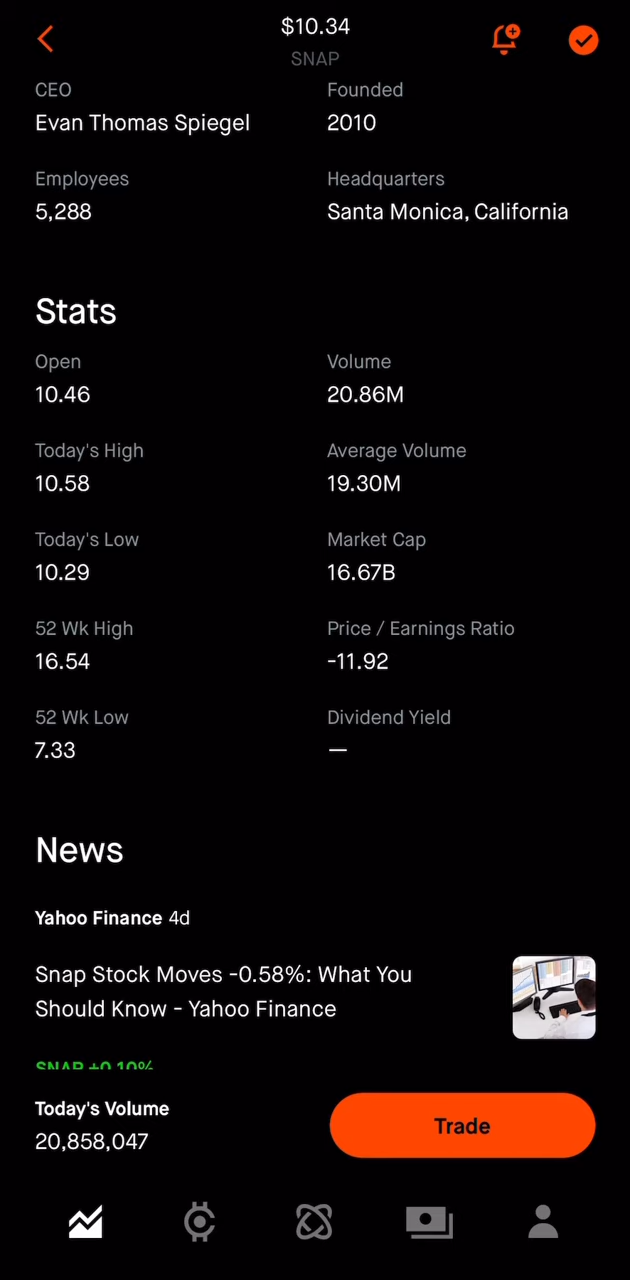 $10.34
SNAP
CEO
Founded
Evan Thomas Spiegel
2010
Employees
Headquarters
5,288
Santa Monica, California
Stats
Open
Volume
10.46
20.86M
Today's High
Average Volume
10.58
19.30M
Today's Low
Market Cap
10.29
16.67B
52 Wk High
Price / Earnings Ratio
16.54
-11.92
52 Wk Low
Dividend Yield
7.33
—
News
Yahoo Finance 4d
Snap Stock Moves -0.58%: What You
Should Know - Yahoo Finance
SNAP +0.10%
Today's Volume
20,858,047
Trade